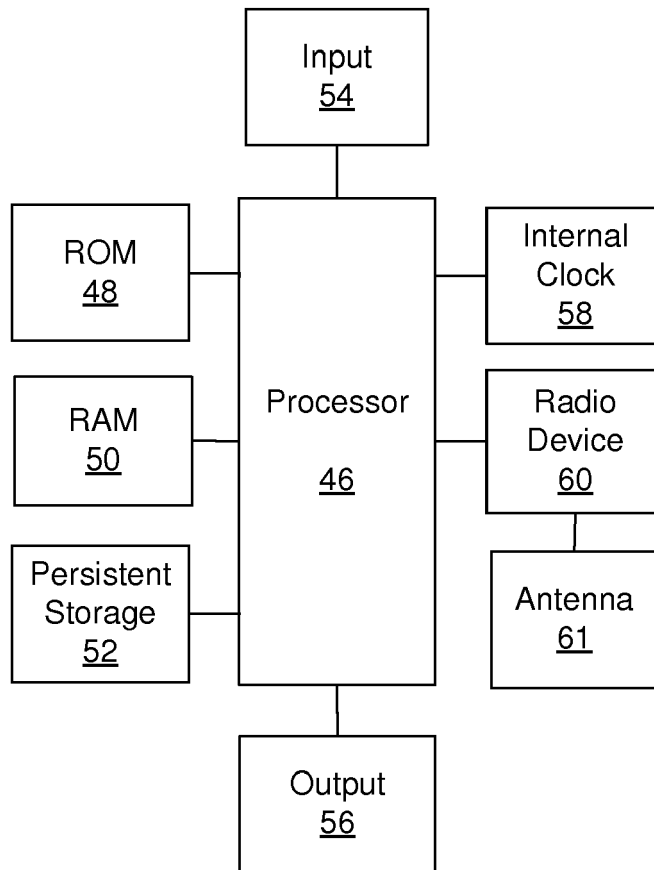 Input
54
ROM
48
Internal
Clock
58
RAM
50
Processor
46
Radio
Device
60
Persistent
Storage
52
Antenna
61
Output
56